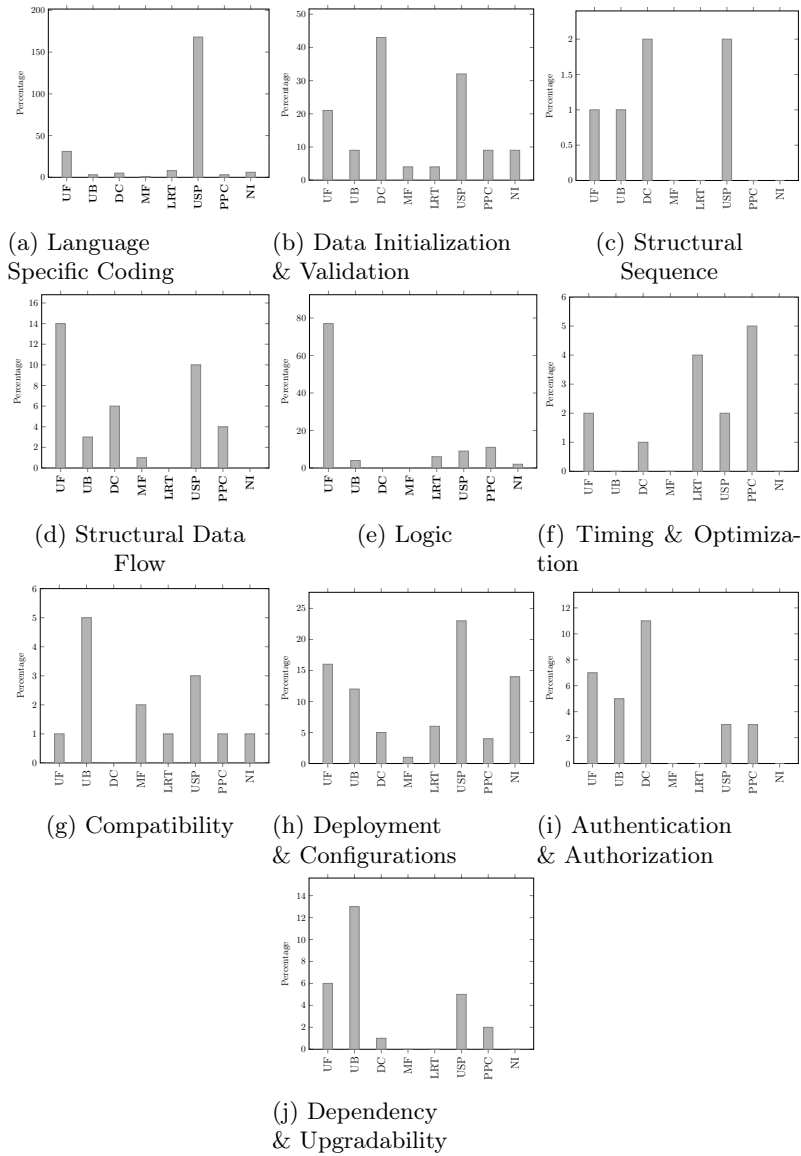 200
150
100
50
0
Percentage
UF
UB
DC
MF
LRT
USP
PPC
NI
(a) Language
Specific Coding
50
40
30
20
10
0
Percentage
UF
UB
DC
MF
LRT
USP
PPC
NI
(b) Data Initialization
& Validation
2
1.5
1
0.5
0
Percentage
UF
UB
DC
MF
LRT
USP
PPC
NI
(c) Structural
Sequence
16
14
12
10
8
6
4
2
0
Percentage
UF
UB
DC
MF
LRT
USP
PPC
NI
(d) Structural Data
Flow
80
60
40
20
0
Percentage
UF
UB
DC
MF
LRT
USP
PPC
NI
(e) Logic
6
5
4
3
2
1
0
Percentage
UF
UB
DC
MF
LRT
USP
PPC
NI
(f) Timing & Optimiza-
tion
6
5
4
3
2
1
0
Percentage
UF
UB
DC
MF
LRT
USP
PPC
NI
(g) Compatibility
25
20
15
10
5
0
Percentage
UF
UB
DC
MF
LRT
USP
PPC
NI
(h) Deployment
& Configurations
12
10
8
6
4
2
0
Percentage
UF
UB
DC
MF
LRT
USP
PPC
NI
(i) Authentication
& Authorization
14
12
10
8
6
4
2
0
Percentage
UF
UB
DC
MF
LRT
USP
PPC
NI
(j) Dependency
& Upgradability